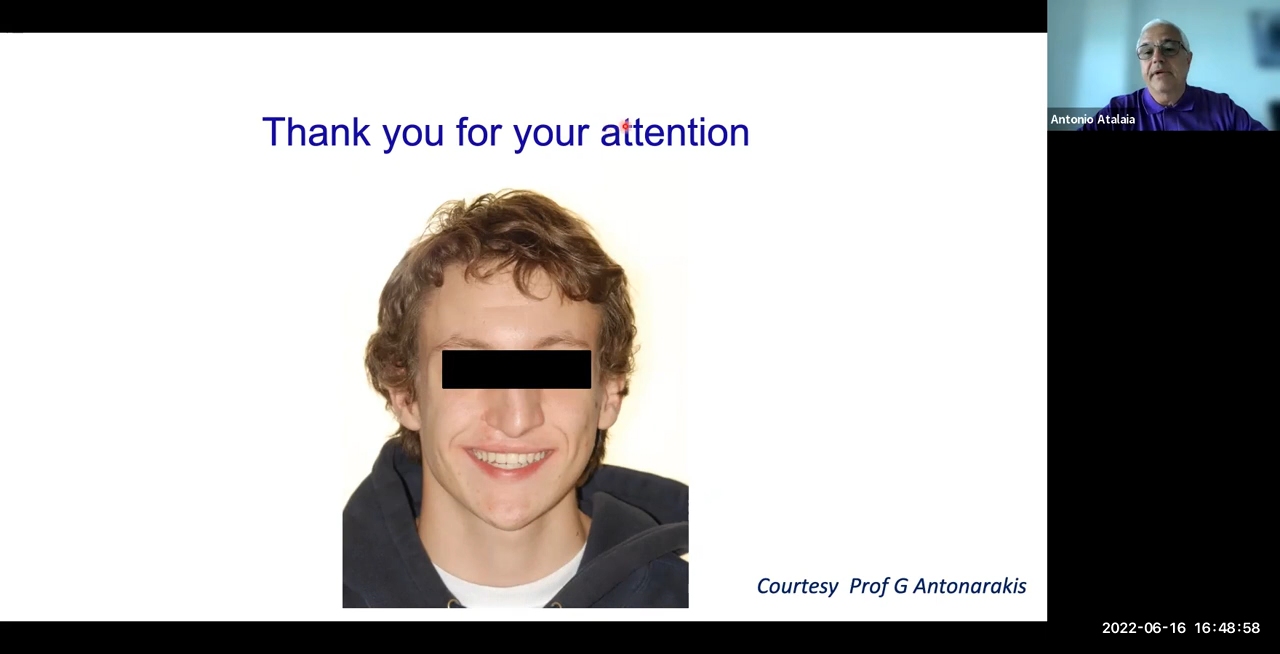 Thank you for your attention
Antonio Atalaia
Courtesy Prof G Antonarakis
2022-06-16 16:48:58